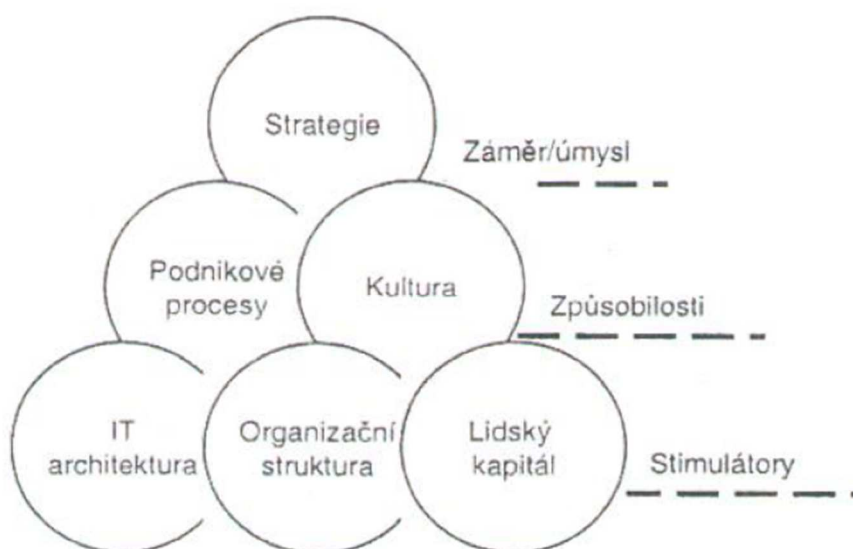 Strategie
Záměr/úmysl
Podnikové
procesy
Kultura
Způsobilosti
IT
architektura
Organizační
struktura
Lidský
kapitál
Stimulátory